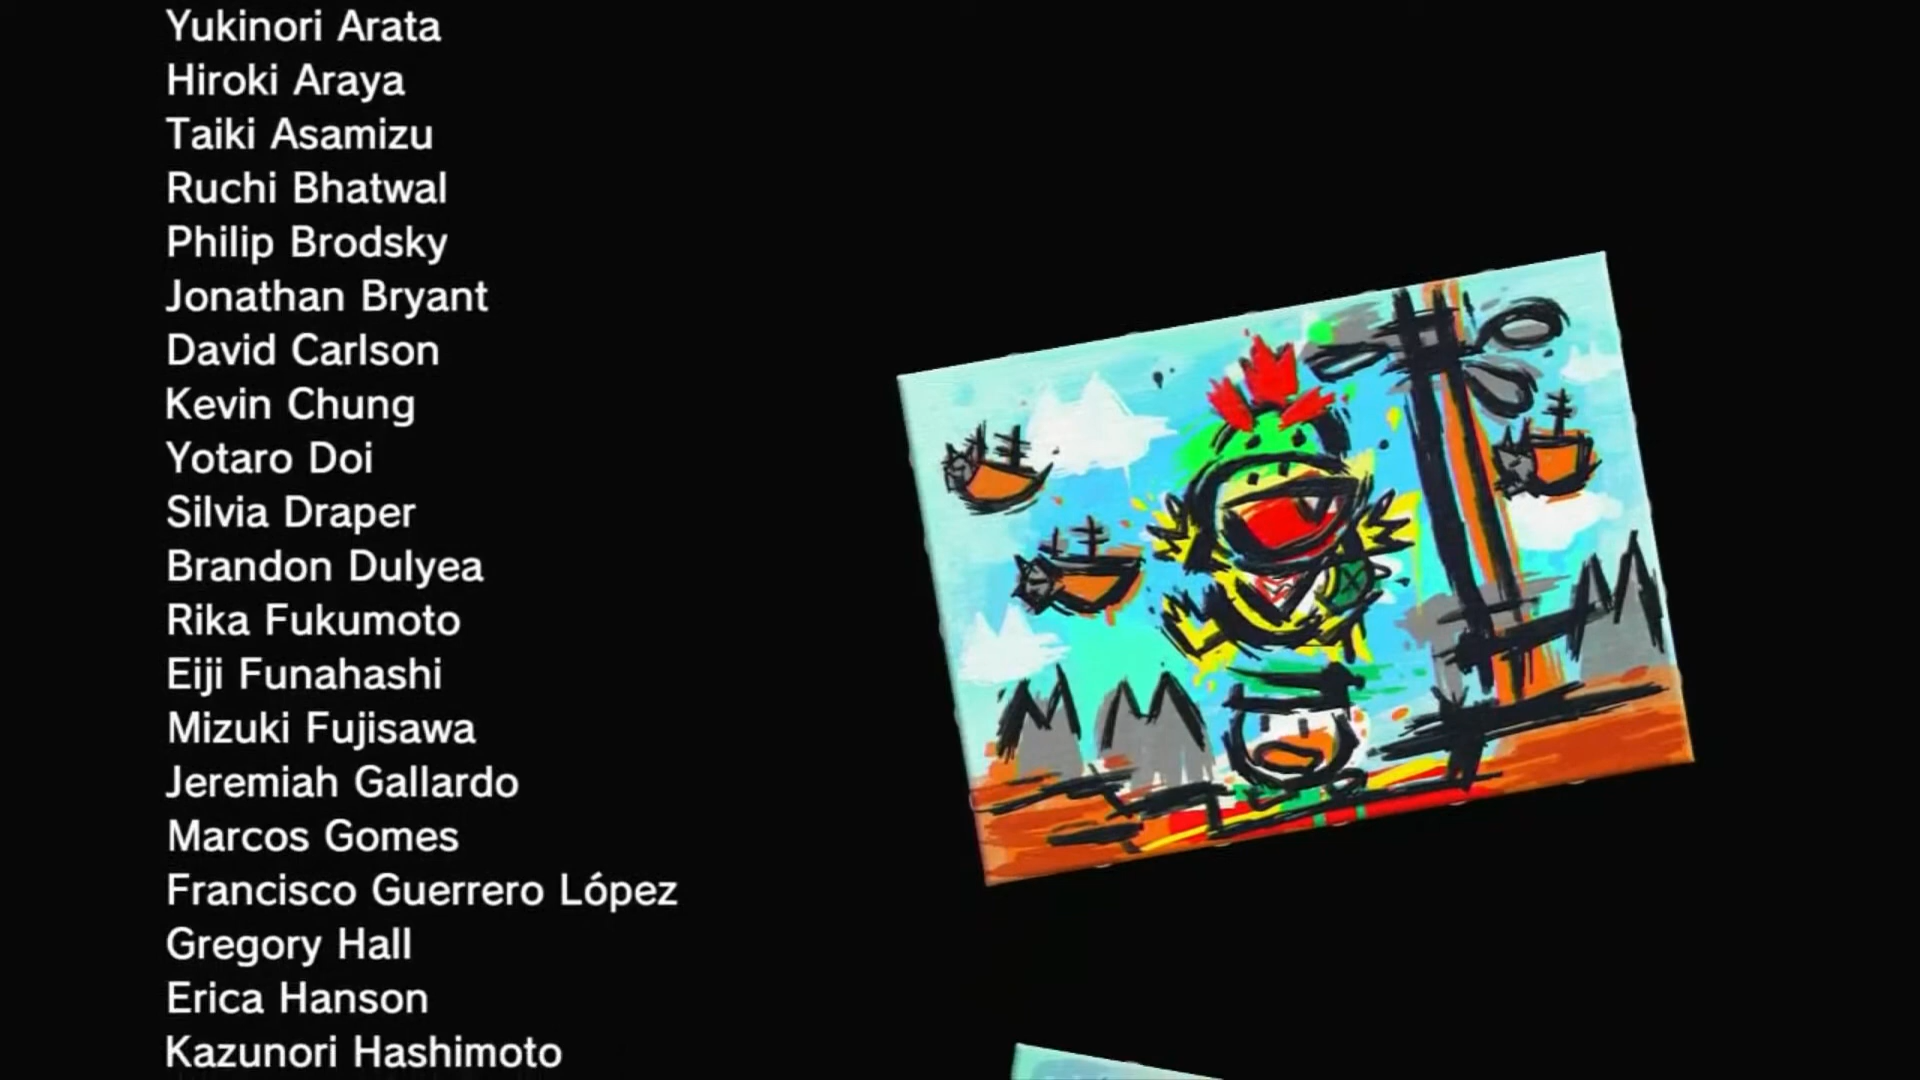 Yukinori Arata
Hiroki Araya
Taiki Asamizu
Ruchi Bhatwal
Philip Brodsky
Jonathan Bryant
David Carlson
Kevin Chung
Yotaro Doi
Silvia Draper
Brandon Dulyea
Rika Fukumoto
Eiji Funahashi
Mizuki Fujisawa
Jeremiah Gallardo
Marcos Gomes
Francisco Guerrero López
Gregory Hall
Erica Hanson
Kazunori Hashimoto